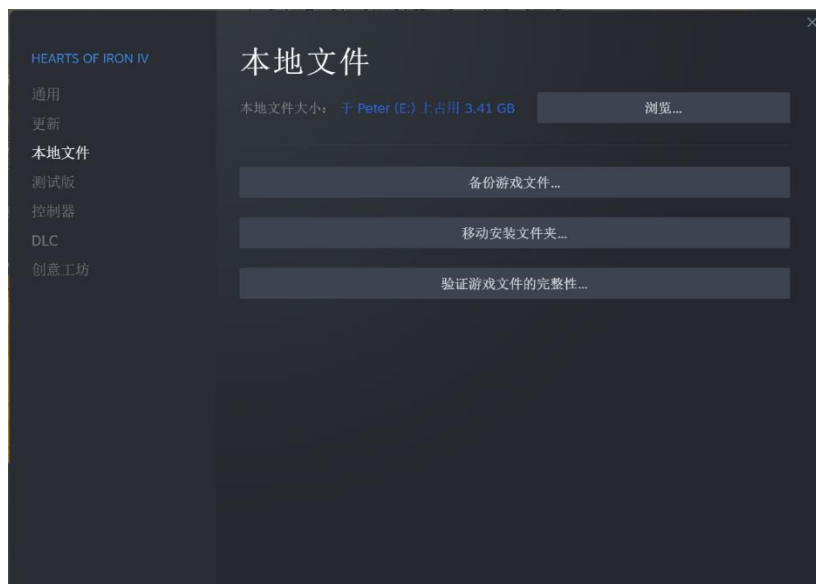 HEARTS OF IRON IV
通用
更新
本地文件
测试版
控制器
DLC
创意工坊
本地文件
本地文件大小： 于 Peter (E:) 上占用 3.41 GB
浏览...
备份游戏文件...
移动安装文件夹...
验证游戏文件的完整性...